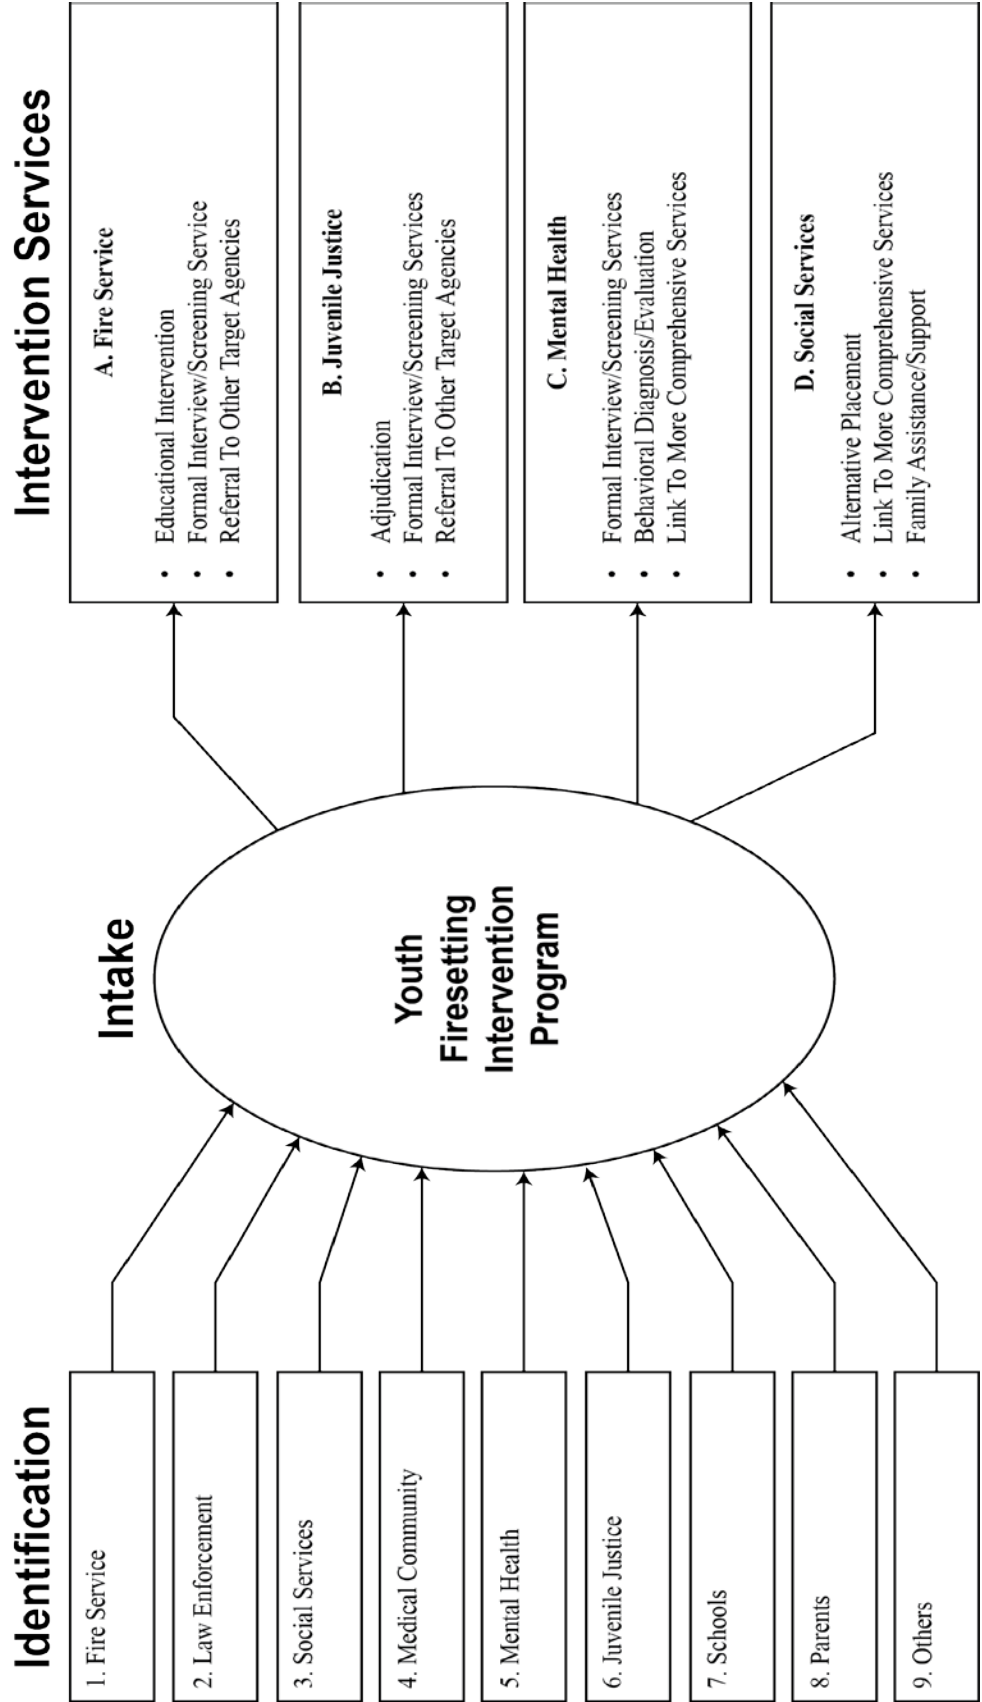 Identification
1. Fire Service
2. Law Enforcement
3. Social Services
4. Medical Community
5. Mental Health
6. Juvenile Justice
7. Schools
8. Parents
9. Others
Intake
Youth
Firesetting
Intervention
Program
Intervention Services
A. Fire Service
• Educational Intervention
• Formal Interview/Screening Service
• Referral To Other Target Agencies
B. Juvenile Justice
• Adjudication
• Formal Interview/Screening Services
• Referral To Other Target Agencies
C. Mental Health
• Formal Interview/Screening Services
• Behavioral Diagnosis/Evaluation
• Link To More Comprehensive Services
D. Social Services
• Alternative Placement
• Link To More Comprehensive Services
• Family Assistance/Support